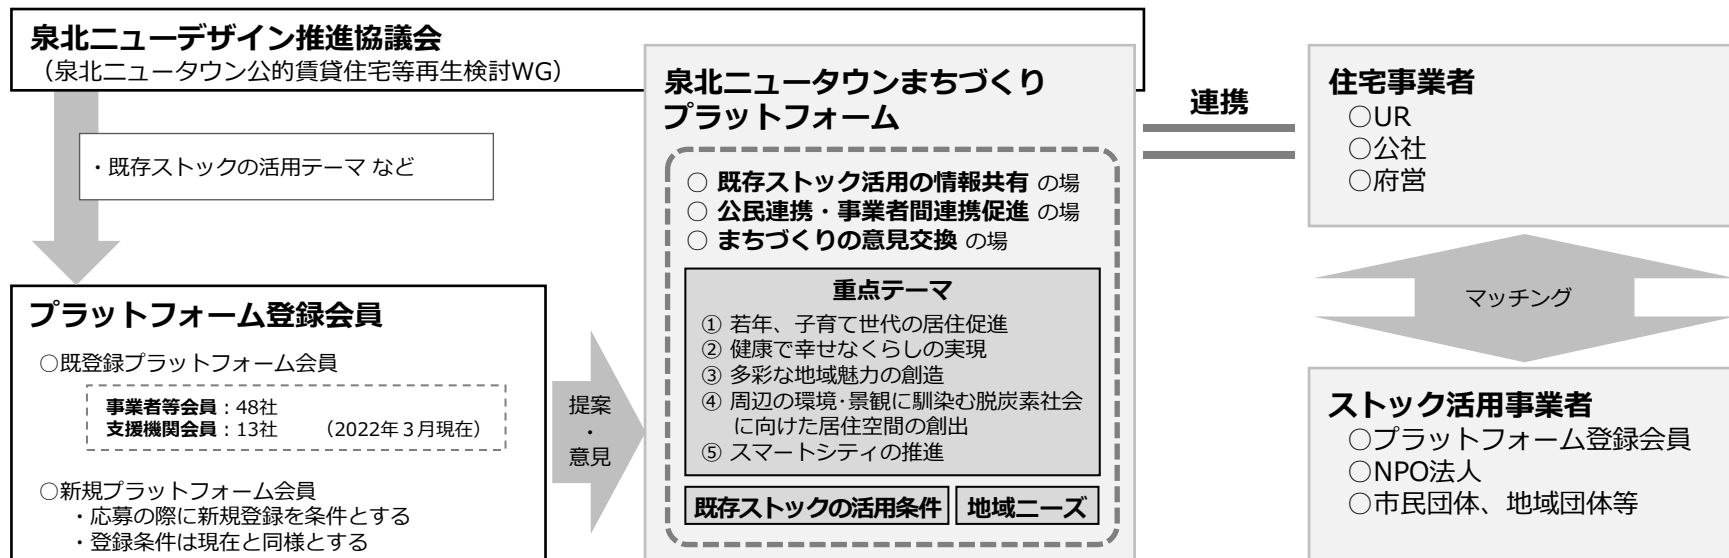 泉北ニューデザイン推進協議会
（泉北ニュータウン公的賃貸住宅等再生検討WG）
・既存ストックの活用テーマ など
プラットフォーム登録会員
○既登録プラットフォーム会員
事業者等会員：48社
支援機関会員：13社　（2022年３月現在）
○新規プラットフォーム会員
・応募の際に新規登録を条件とする
・登録条件は現在と同様とする
提案
・
意見
泉北ニュータウンまちづくり
プラットフォーム
○ 既存ストック活用の情報共有 の場
○ 公民連携・事業者間連携促進 の場
○ まちづくりの意見交換 の場
重点テーマ
① 若年、子育て世代の居住促進
② 健康で幸せなくらしの実現
③ 多彩な地域魅力の創造
④ 周辺の環境・景観に馴染む脱炭素社会
に向けた居住空間の創出
⑤ スマートシティの推進
既存ストックの活用条件
地域ニーズ
連携
住宅事業者
○UR
○公社
○府営
マッチング
ストック活用事業者
○プラットフォーム登録会員
○NPO法人
○市民団体、地域団体等